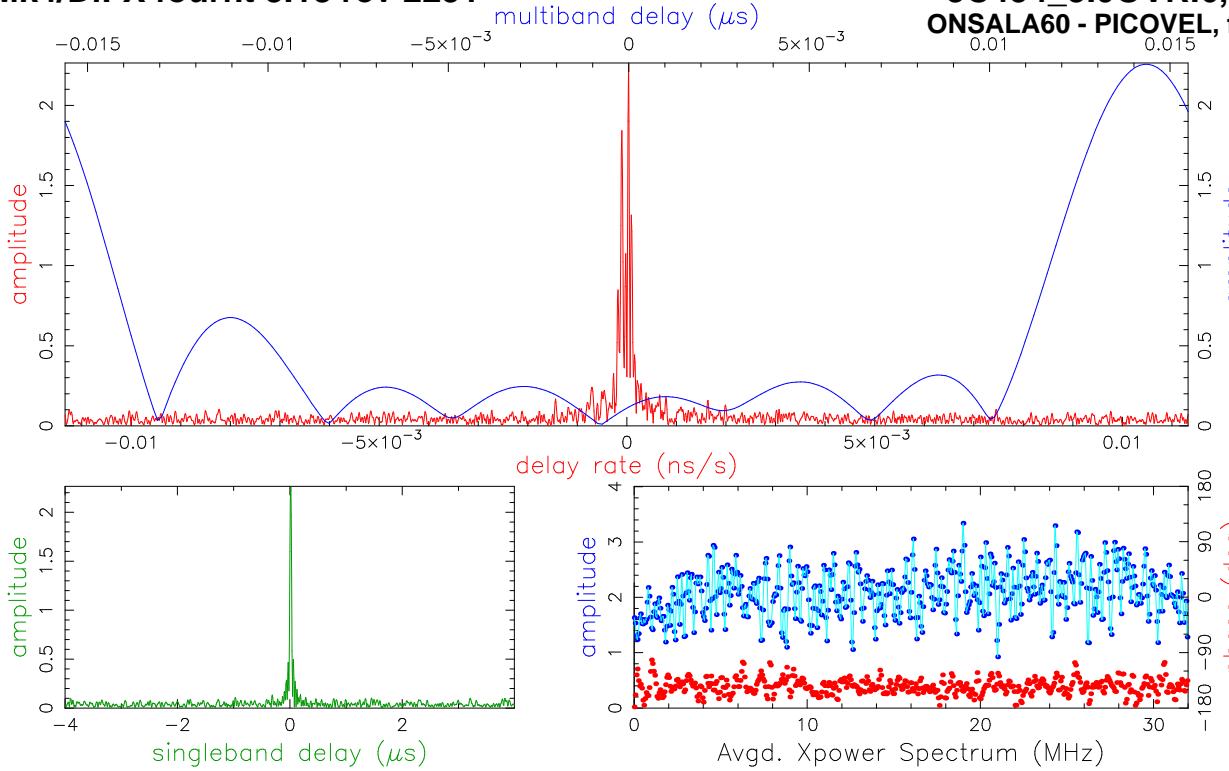 multiband delay (μs)
ONSALA60 - PICOVEL,
−0.015 −0.01 −5×10⁻³ 0 5×10⁻³ 0.01 0.015
amplitude
0 0.5 1 1.5 2
0 0.5 1 1.5 2
−0.01 −5×10⁻³ 0 5×10⁻³ 0.01
delay rate (ns/s)
amplitude
0 0.5 1 1.5 2
−4 −2 0 2
singleband delay (μs)
amplitude
0 1 2 3 4
−180 −90 0 90 180
0 10 20 30
Avgd. Xpower Spectrum (MHz)